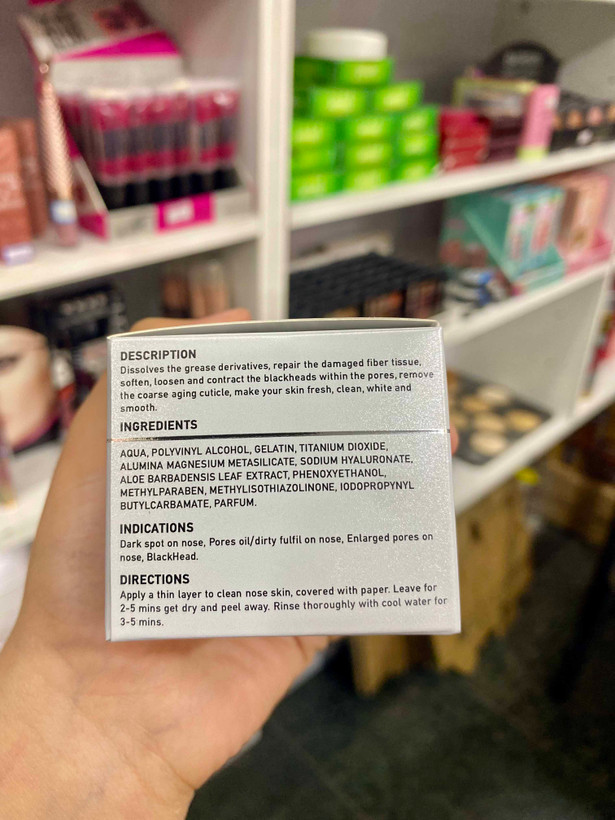 DESCRIPTION
Dissolves the grease derivatives, repair the damaged fiber tissue,
soften, loosen and contract the blackheads within the pores, remove
the coarse aging cuticle, make your skin fresh, clean, white and
smooth.
INGREDIENTS
AQUA, POLYVINYL ALCOHOL, GELATIN, TITANIUM DIOXIDE,
ALUMINA MAGNESIUM METASILICATE, SODIUM HYALURONATE,
ALOE BARBADENSIS LEAF EXTRACT, PHENOXYETHANOL,
METHYLPARABEN, METHYLISOTHIAZOLINONE, IODOPROPYNYL
BUTYLCARBAMATE, PARFUM.
INDICATIONS
Dark spot on nose, Pores oil/dirty fulfil on nose, Enlarged pores on
nose, BlackHead.
DIRECTIONS
Apply a thin layer to clean nose skin, covered with paper. Leave for
2-5 mins get dry and peel away. Rinse thoroughly with cool water for
3-5 mins.